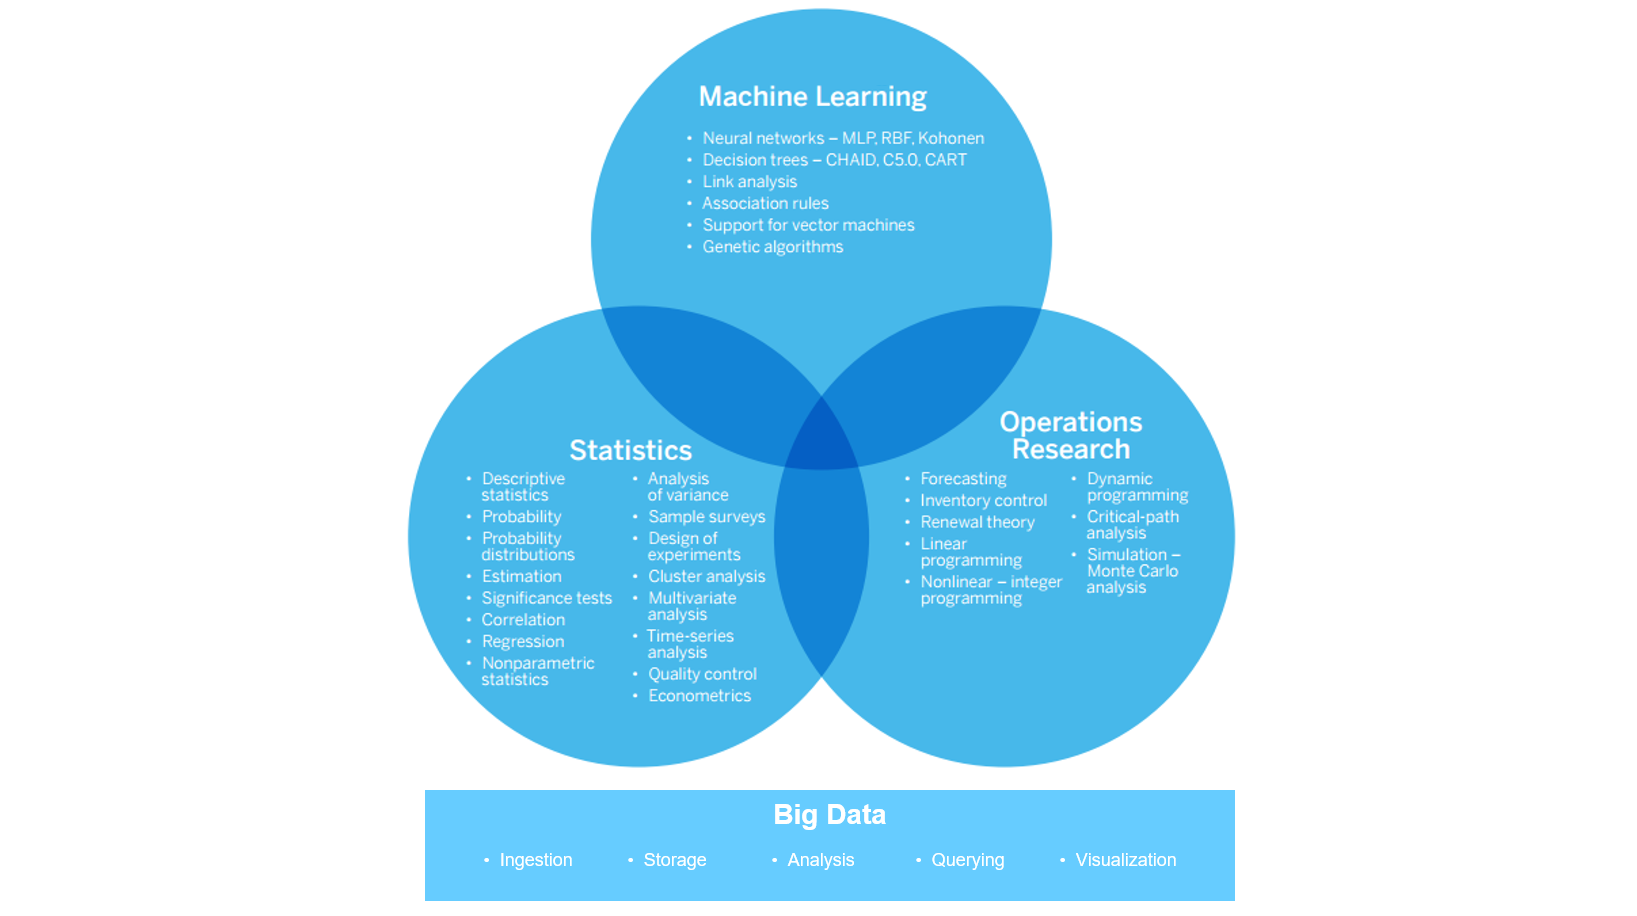 Machine Learning
• Neural networks – MLP, RBF, Kohonen
• Decision trees – CHAID, C5.0, CART
• Link analysis
• Association rules
• Support for vector machines
• Genetic algorithms
Statistics
• Descriptive
statistics
• Probability
• Probability
distributions
• Estimation
• Significance tests
• Correlation
• Regression
• Nonparametric
statistics
• Analysis
of variance
• Sample surveys
• Design of
experiments
• Cluster analysis
• Multivariate
analysis
• Time-series
analysis
• Quality control
• Econometrics
Operations
Research
• Forecasting
• Inventory control
• Renewal theory
• Linear
programming
• Nonlinear – integer
programming
• Dynamic
programming
• Critical-path
analysis
• Simulation –
Monte Carlo
analysis
Big Data
• Ingestion • Storage • Analysis • Querying • Visualization